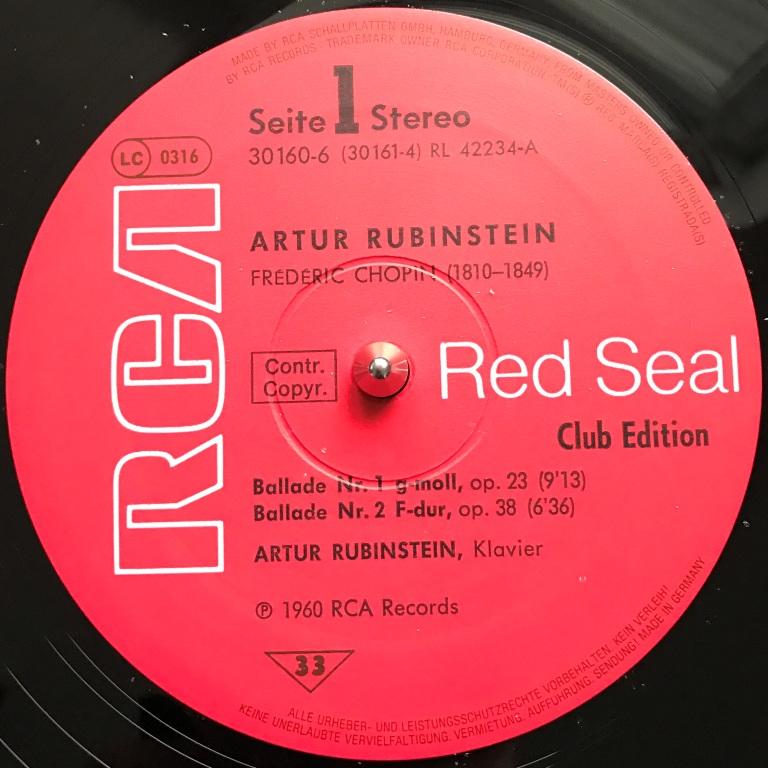 MADE BY RCA SCHALLPLATTEN GMBH, HAMBURG, GERMANY, FROM MASTERS OWNED OR CONTROLLED
BY RCA RECORDS. TRADEMARK OWNER RCA CORPORATION. TM(S) ® MARCA(S) REGISTRADA(S)
Seite 1 Stereo
LC 0316
30160-6 (30161-4) RL 42234-A
RCA
ARTUR RUBINSTEIN
FRÉDÉRIC CHOPIN (1810–1849)
Contr.
Copyr.
Red Seal
Club Edition
Ballade Nr. 1 g-moll, op. 23 (9'13)
Ballade Nr. 2 F-dur, op. 38 (6'36)
ARTUR RUBINSTEIN, Klavier
℗ 1960 RCA Records
33
ALLE URHEBER- UND LEISTUNGSSCHUTZRECHTE VORBEHALTEN. KEIN VERLEIH!
KEINE UNERLAUBTE VERVIELFÄLTIGUNG, VERMIETUNG, AUFFÜHRUNG, SENDUNG! MADE IN GERMANY